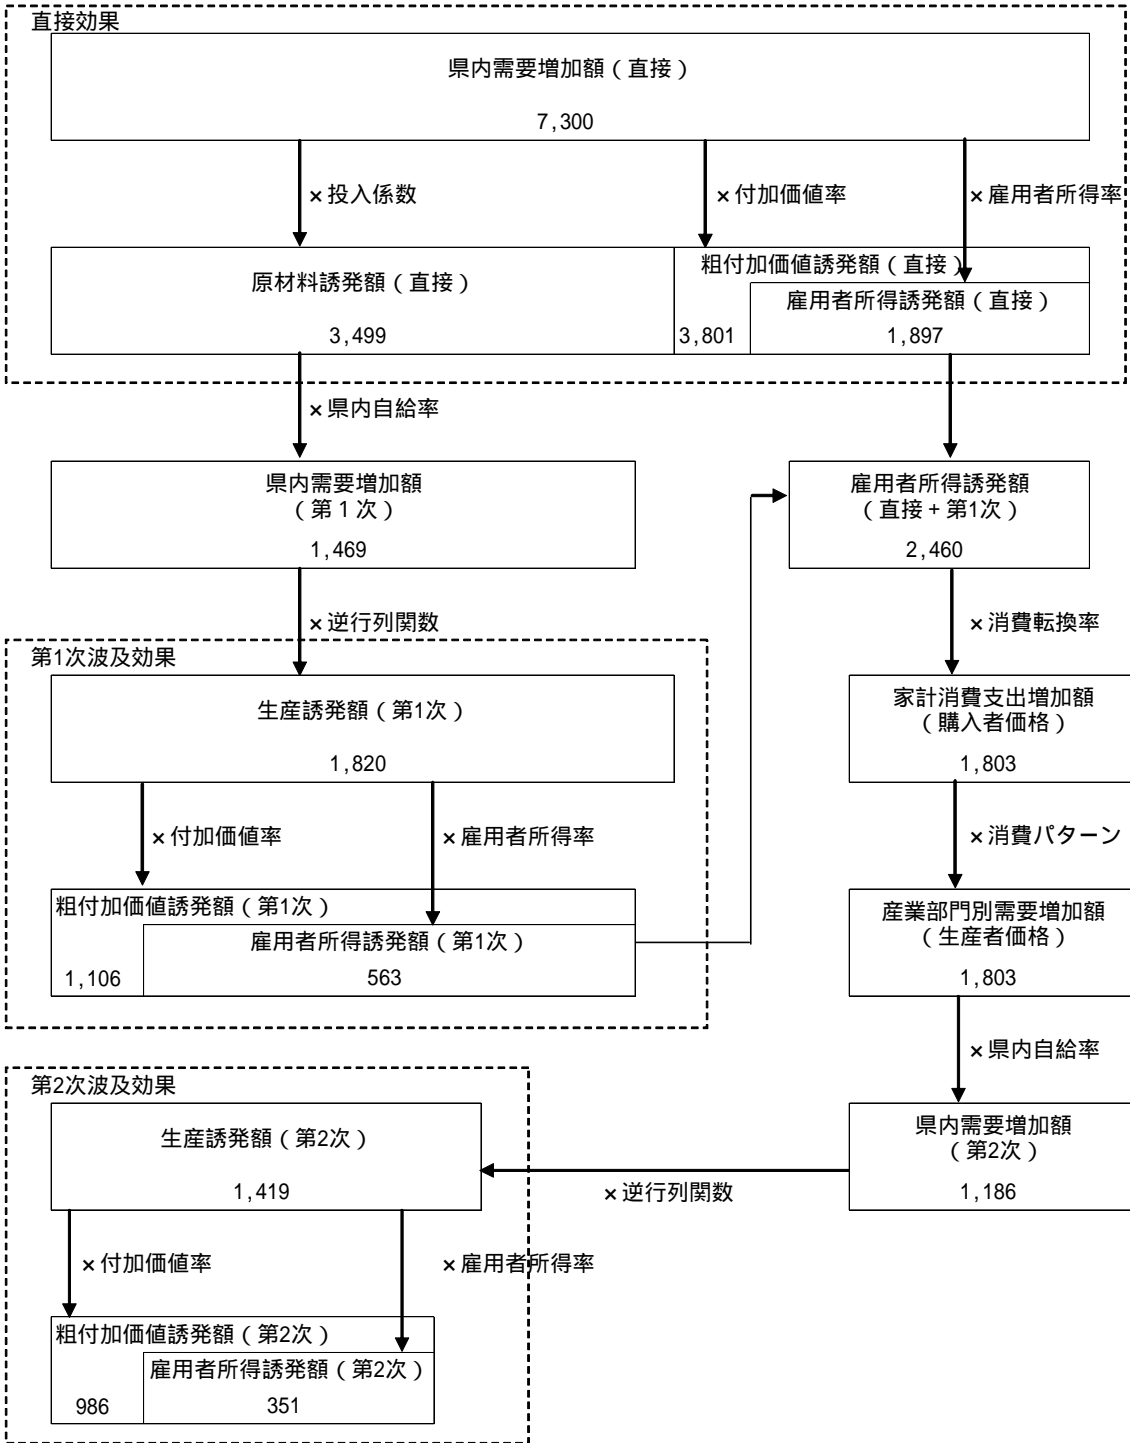 直接効果
県内需要増加額(直接)
7,300
×投入係数
×付加価値率
×雇用者所得率
原材料誘発額(直接)
3,499
粗付加価値誘発額(直接)
3,801
雇用者所得誘発額(直接)
1,897
×県内自給率
県内需要増加額
(第1次)
1,469
雇用者所得誘発額
(直接+第1次)
2,460
×逆行列関数
×消費転換率
第1次波及効果
生産誘発額(第1次)
1,820
家計消費支出増加額
(購入者価格)
1,803
×付加価値率
×雇用者所得率
×消費パターン
粗付加価値誘発額(第1次)
1,106
雇用者所得誘発額(第1次)
563
産業部門別需要増加額
(生産者価格)
1,803
×県内自給率
第2次波及効果
生産誘発額(第2次)
1,419
県内需要増加額
(第2次)
1,186
×逆行列関数
×付加価値率
×雇用者所得率
粗付加価値誘発額(第2次)
986
雇用者所得誘発額(第2次)
351